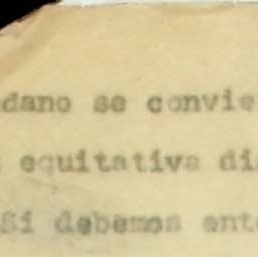 dano se convie
equitativa di
Si debemos ent